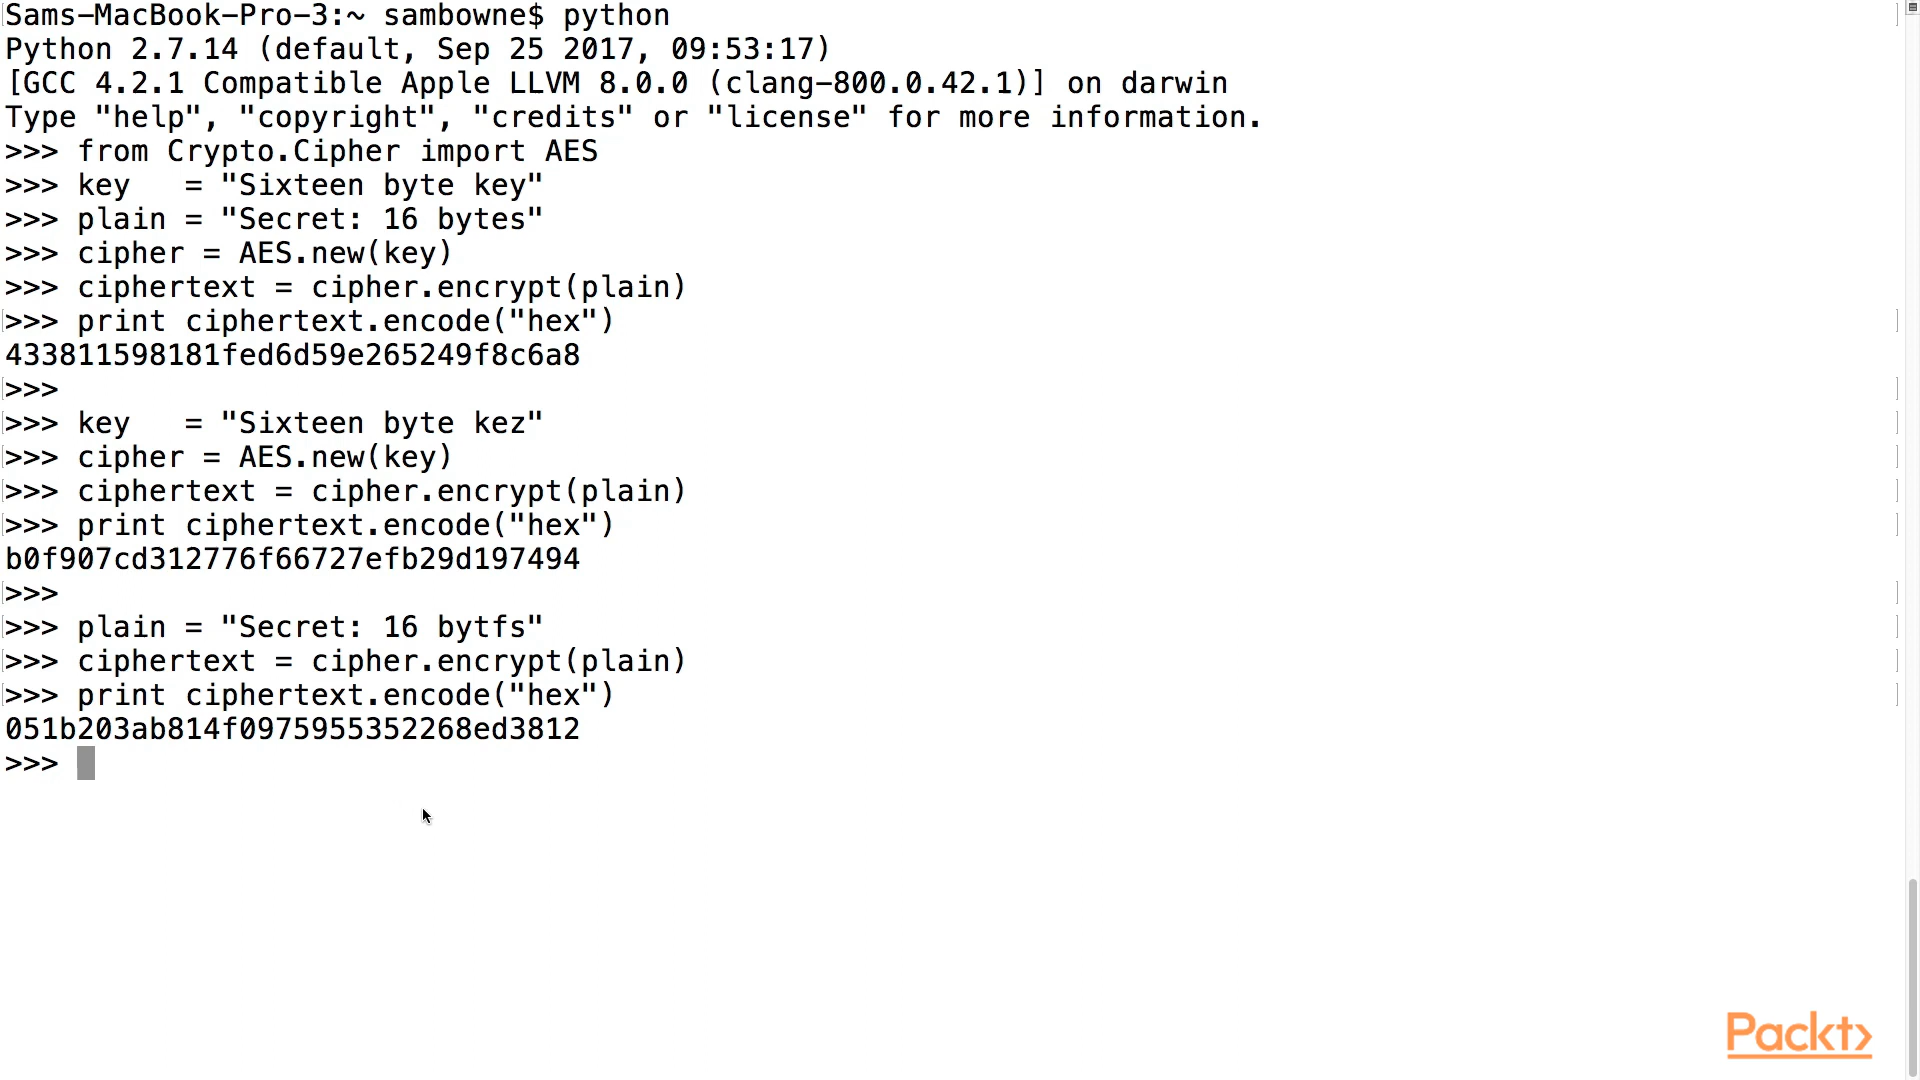 Sams-MacBook-Pro-3:~ sambowne$ python
Python 2.7.14 (default, Sep 25 2017, 09:53:17)
[GCC 4.2.1 Compatible Apple LLVM 8.0.0 (clang-800.0.42.1)] on darwin
Type "help", "copyright", "credits" or "license" for more information.
>>> from Crypto.Cipher import AES
>>> key   = "Sixteen byte key"
>>> plain = "Secret: 16 bytes"
>>> cipher = AES.new(key)
>>> ciphertext = cipher.encrypt(plain)
>>> print ciphertext.encode("hex")
433811598181fed6d59e265249f8c6a8
>>>
>>> key   = "Sixteen byte kez"
>>> cipher = AES.new(key)
>>> ciphertext = cipher.encrypt(plain)
>>> print ciphertext.encode("hex")
b0f907cd312776f66727efb29d197494
>>>
>>> plain = "Secret: 16 bytfs"
>>> ciphertext = cipher.encrypt(plain)
>>> print ciphertext.encode("hex")
051b203ab814f0975955352268ed3812
>>>
Packt>